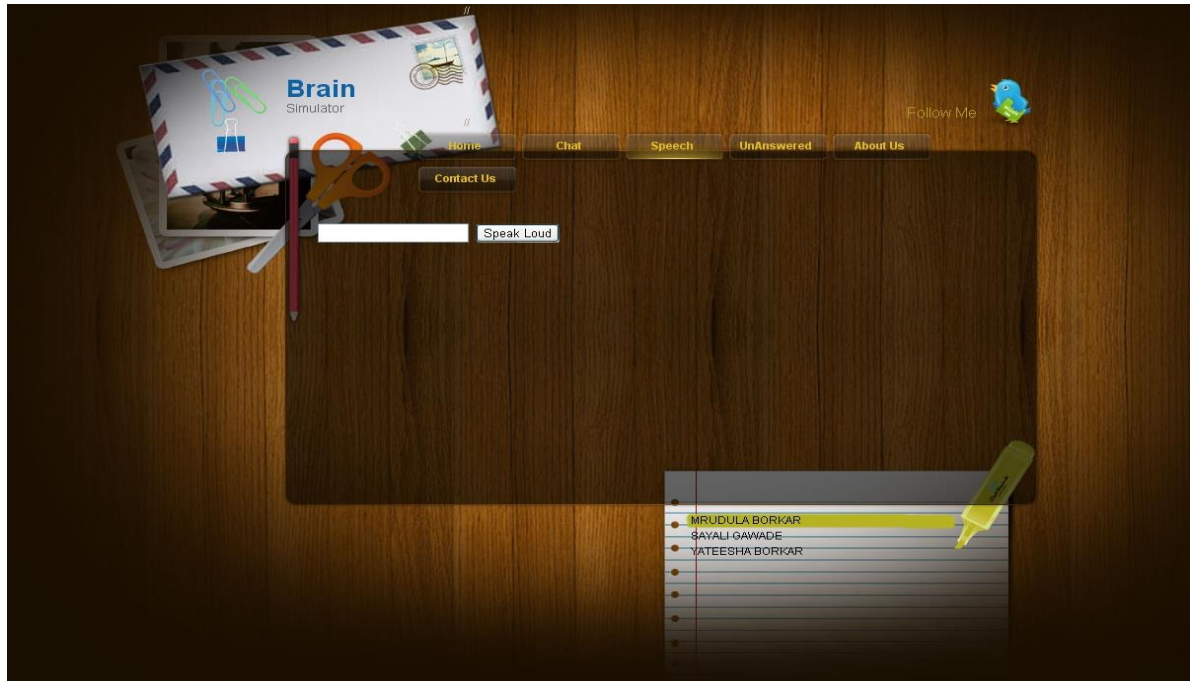 //
Brain
Simulator
//
Follow Me
Home Chat Speech UnAnswered About Us
Contact Us
Speak Loud
MRUDULA BORKAR
SAYALI GAWADE
YATEESHA BORKAR